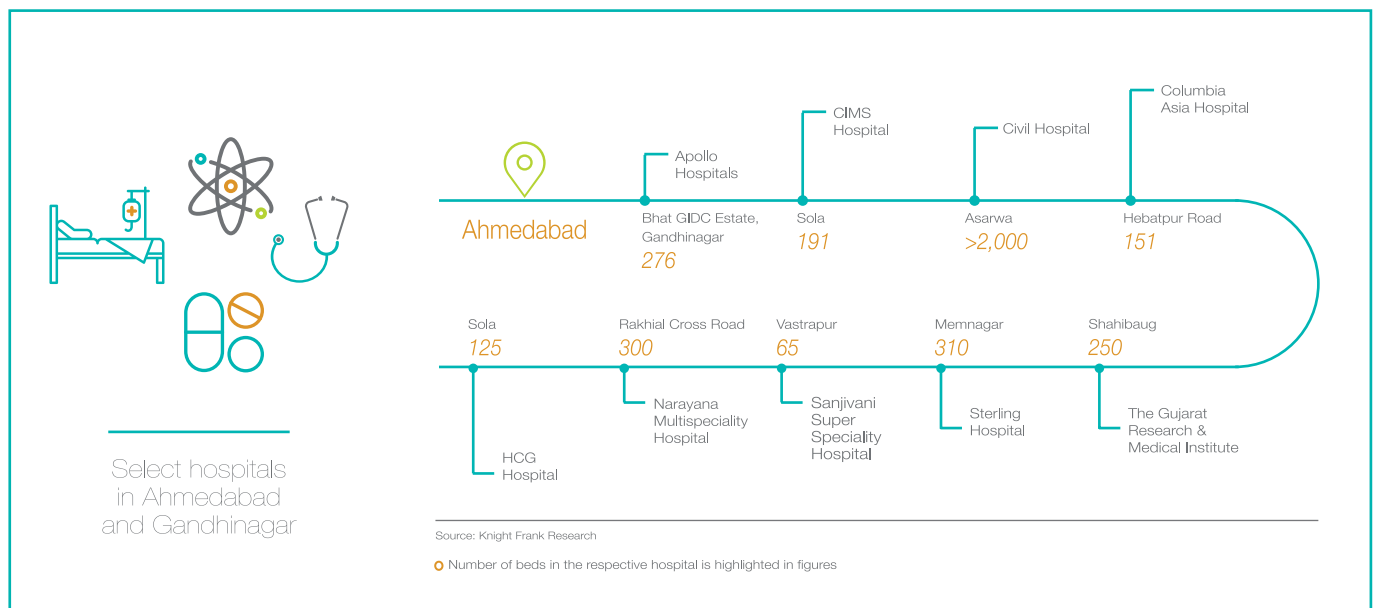 Select hospitals
in Ahmedabad
and Gandhinagar
Ahmedabad
Apollo
Hospitals
Bhat GIDC Estate,
Gandhinagar
276
CIMS
Hospital
Sola
191
Civil Hospital
Asarwa
>2,000
Columbia
Asia Hospital
Hebatpur Road
151
Shahibaug
250
The Gujarat
Research &
Medical Institute
Memnagar
310
Sterling
Hospital
Vastrapur
65
Sanjivani
Super
Speciality
Hospital
Rakhial Cross Road
300
Narayana
Multispeciality
Hospital
Sola
125
HCG
Hospital
Source: Knight Frank Research
Number of beds in the respective hospital is highlighted in figures